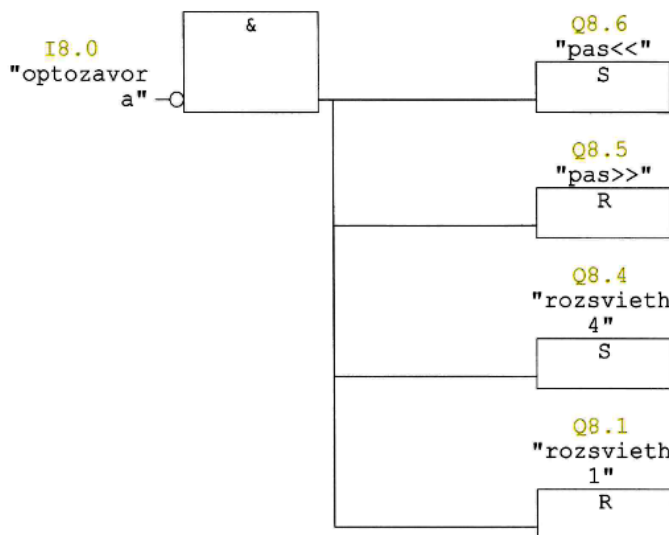 &
I8.0
"optozavor
a"
Q8.6
"pas<<"
S
Q8.5
"pas>>"
R
Q8.4
"rozsvieth
4"
S
Q8.1
"rozsvieth
1"
R